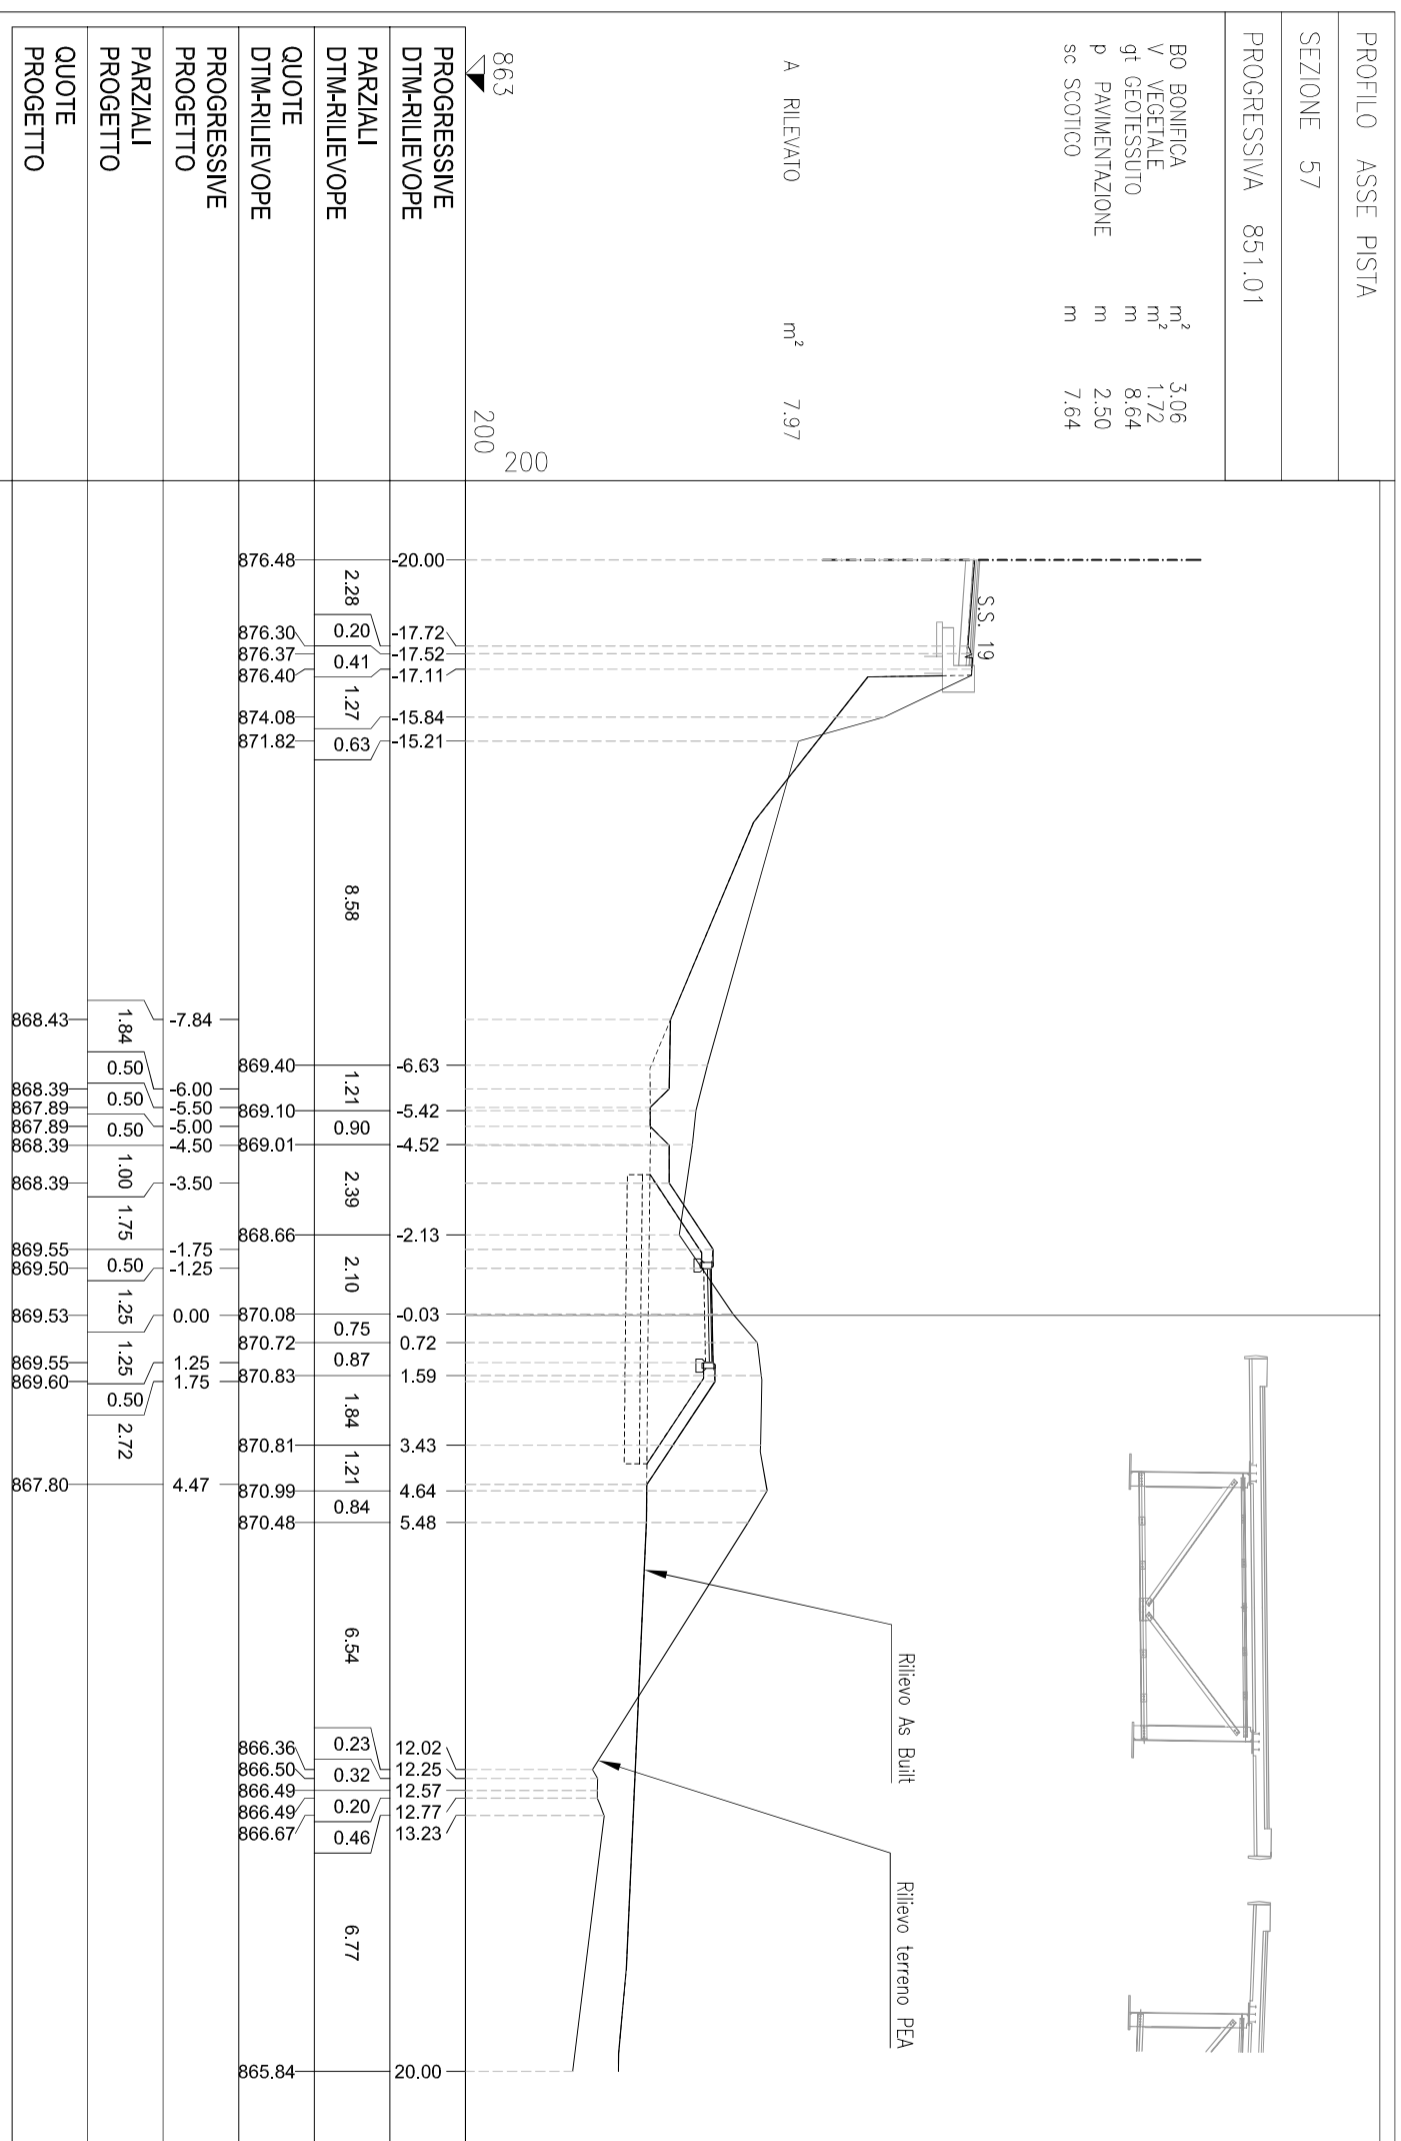 PROFILO ASSE PISTA
SEZIONE 57
PROGRESSIVA 851.01
BO BONIFICA m² 3.06
V VEGETALE m² 1.72
gt GEOTESSUTO m 8.64
p PAVIMENTAZIONE m 2.50
sc SCOTICO m 7.64
A RILEVATO m² 7.97
S.S. 19
Rilievo As Built
Rilievo terreno PEA
200
200
863
PROGRESSIVE DTM-RILIEVOPE
-20.00 -17.72 -17.52 -17.11 -15.84 -15.21 -6.63 -5.42 -4.52 -2.13 -0.03 0.72 1.59 3.43 4.64 5.48 12.02 12.25 12.57 12.77 13.23 20.00
PARZIALI DTM-RILIEVOPE
2.28 0.20 0.41 1.27 0.63 8.58 1.21 0.90 2.39 2.10 0.75 0.87 1.84 1.21 0.84 6.54 0.23 0.32 0.20 0.46 6.77
QUOTE DTM-RILIEVOPE
876.48 876.30 876.37 876.40 874.08 871.82 869.40 869.10 869.01 868.66 870.08 870.72 870.83 870.81 870.99 870.48 866.36 866.50 866.49 866.49 866.67 865.84
PROGRESSIVE PROGETTO
-7.84 -6.00 -5.50 -5.00 -4.50 -3.50 -1.75 -1.25 0.00 1.25 1.75 4.47
PARZIALI PROGETTO
1.84 0.50 0.50 0.50 1.00 1.75 0.50 1.25 1.25 0.50 2.72
QUOTE PROGETTO
868.43 868.39 867.89 867.89 868.39 868.39 869.55 869.50 869.53 869.55 869.60 867.80